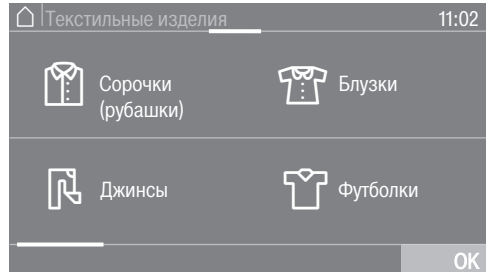 Текстильные изделия 11:02
Сорочки
(рубашки)
Блузки
Джинсы
Футболки
OK